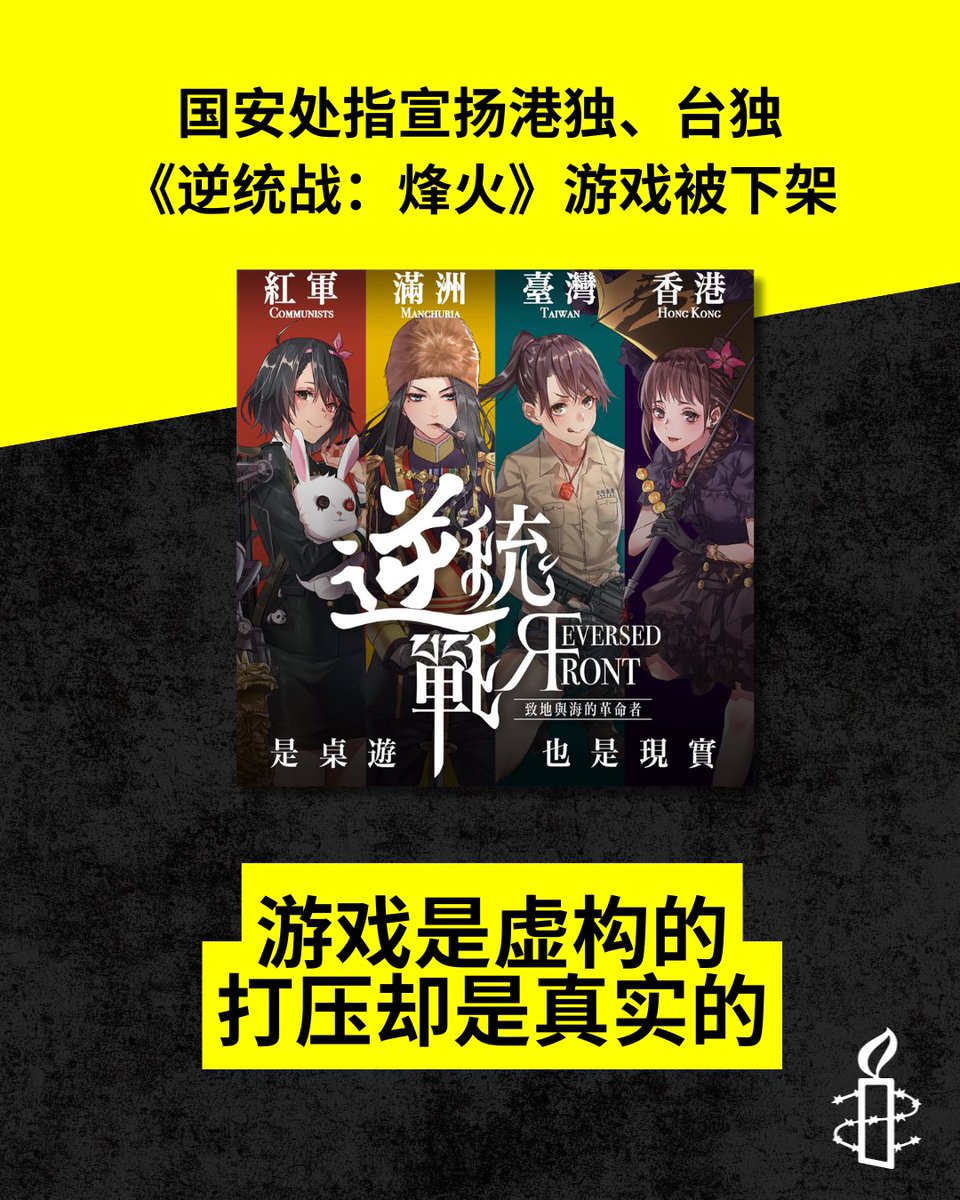 国安处指宣扬港独、台独
《逆统战：烽火》游戏被下架
紅軍
COMMUNISTS
滿洲
MANCHURIA
臺灣
TAIWAN
香港
HONG KONG
逆統戰
REVERSED FRONT
致地與海的革命者
是桌遊
也是現實
游戏是虚构的
打压却是真实的